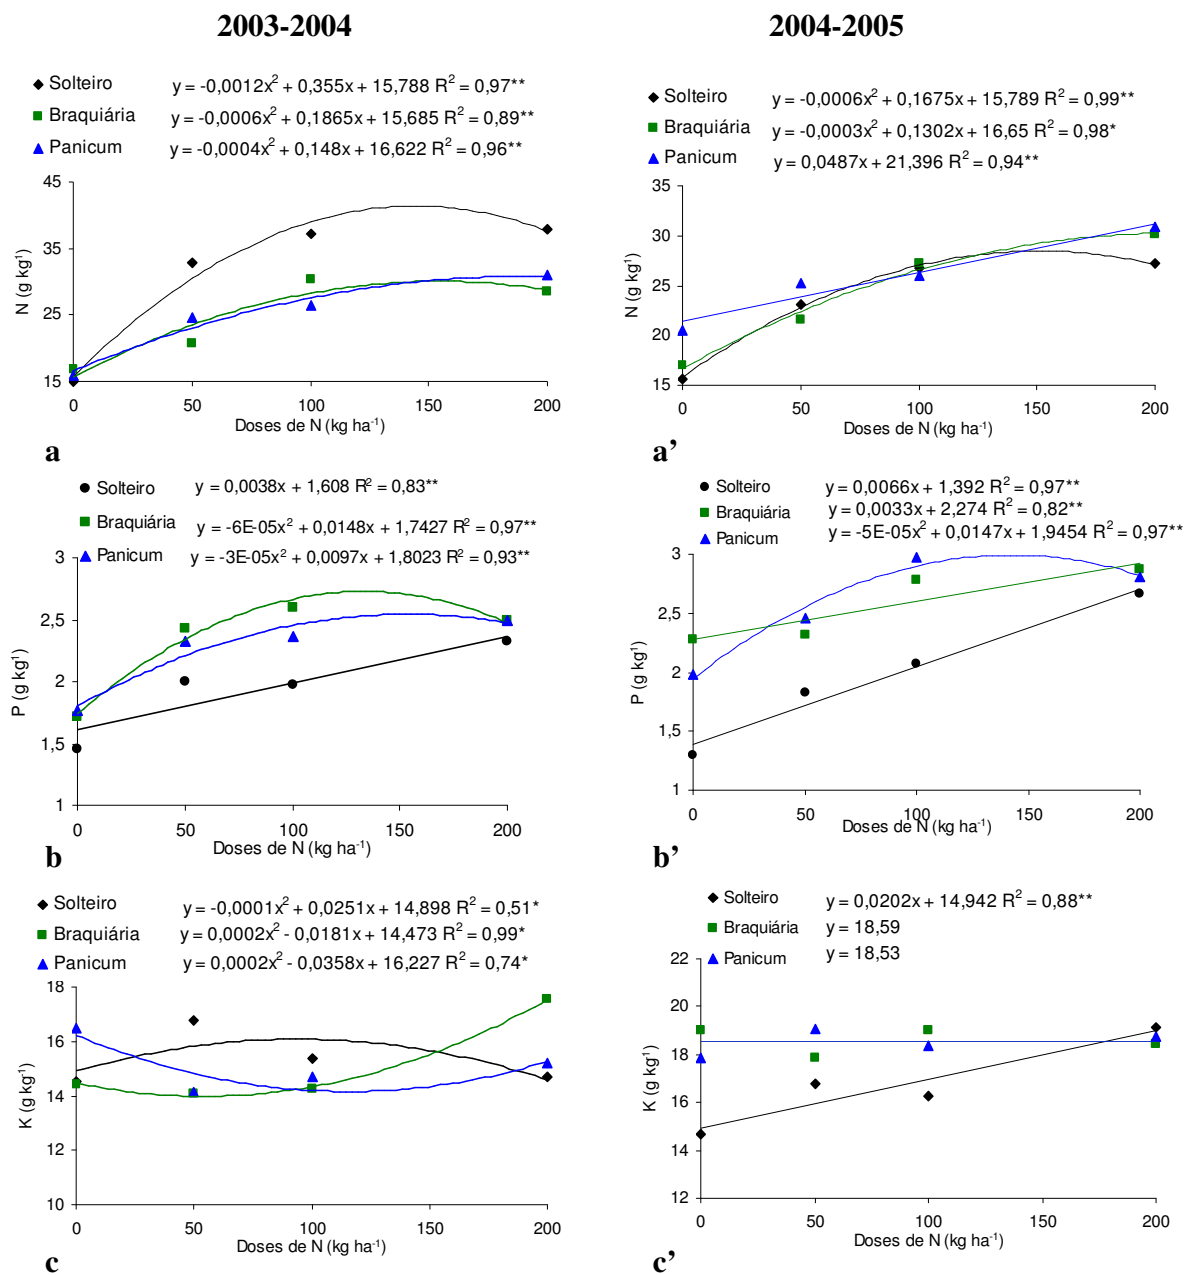 2003-2004
2004-2005
Solteiro y = -0,0012x² + 0,355x + 15,788 R² = 0,97**
Braquiária y = -0,0006x² + 0,1865x + 15,685 R² = 0,89**
Panicum y = -0,0004x² + 0,148x + 16,622 R² = 0,96**
45
35
25
15
N (g kg¹)
0 50 100 150 200
Doses de N (kg ha⁻¹)
a
Solteiro y = -0,0006x² + 0,1675x + 15,789 R² = 0,99**
Braquiária y = -0,0003x² + 0,1302x + 16,65 R² = 0,98*
Panicum y = 0,0487x + 21,396 R² = 0,94**
35
30
25
20
15
N (g kg¹)
0 50 100 150 200
Doses de N (kg ha⁻¹)
a’
Solteiro y = 0,0038x + 1,608 R² = 0,83**
Braquiária y = -6E-05x² + 0,0148x + 1,7427 R² = 0,97**
Panicum y = -3E-05x² + 0,0097x + 1,8023 R² = 0,93**
3
2,5
2
1,5
1
P (g kg¹)
0 50 100 150 200
Doses de N (kg ha⁻¹)
b
Solteiro y = 0,0066x + 1,392 R² = 0,97**
Braquiária y = 0,0033x + 2,274 R² = 0,82**
Panicum y = -5E-05x² + 0,0147x + 1,9454 R² = 0,97**
3
2,5
2
1,5
1
P (g kg¹)
0 50 100 150 200
Doses de N (kg ha⁻¹)
b’
Solteiro y = -0,0001x² + 0,0251x + 14,898 R² = 0,51*
Braquiária y = 0,0002x² - 0,0181x + 14,473 R² = 0,99*
Panicum y = 0,0002x² - 0,0358x + 16,227 R² = 0,74*
18
16
14
12
10
K (g kg¹)
0 50 100 150 200
Doses de N (kg ha⁻¹)
c
Solteiro y = 0,0202x + 14,942 R² = 0,88**
Braquiária y = 18,59
Panicum y = 18,53
22
20
18
16
14
12
K (g kg¹)
0 50 100 150 200
Doses de N (kg ha⁻¹)
c’